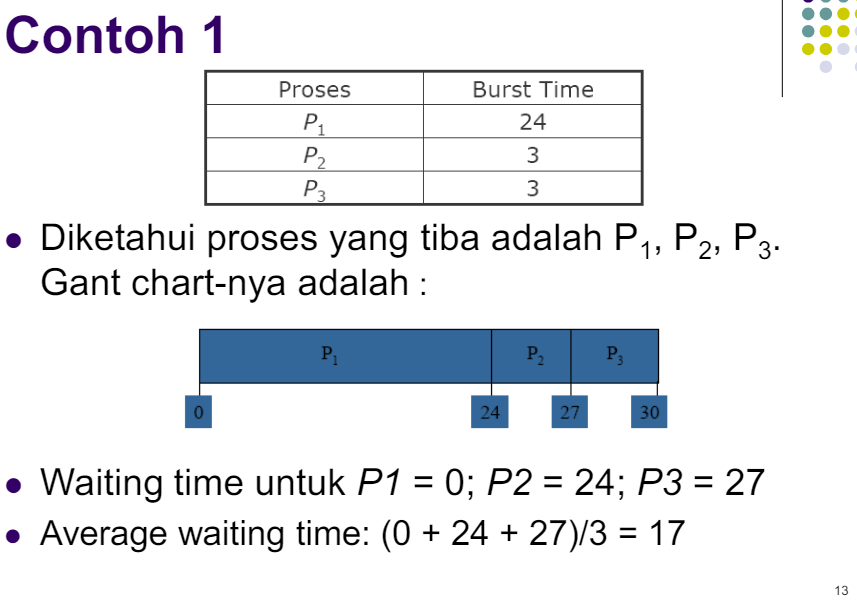 Contoh 1
Proses Burst Time
P1 24
P2 3
P3 3
Diketahui proses yang tiba adalah P1, P2, P3.
Gant chart-nya adalah :
P1 P2 P3
0 24 27 30
Waiting time untuk P1 = 0; P2 = 24; P3 = 27
Average waiting time: (0 + 24 + 27)/3 = 17
13